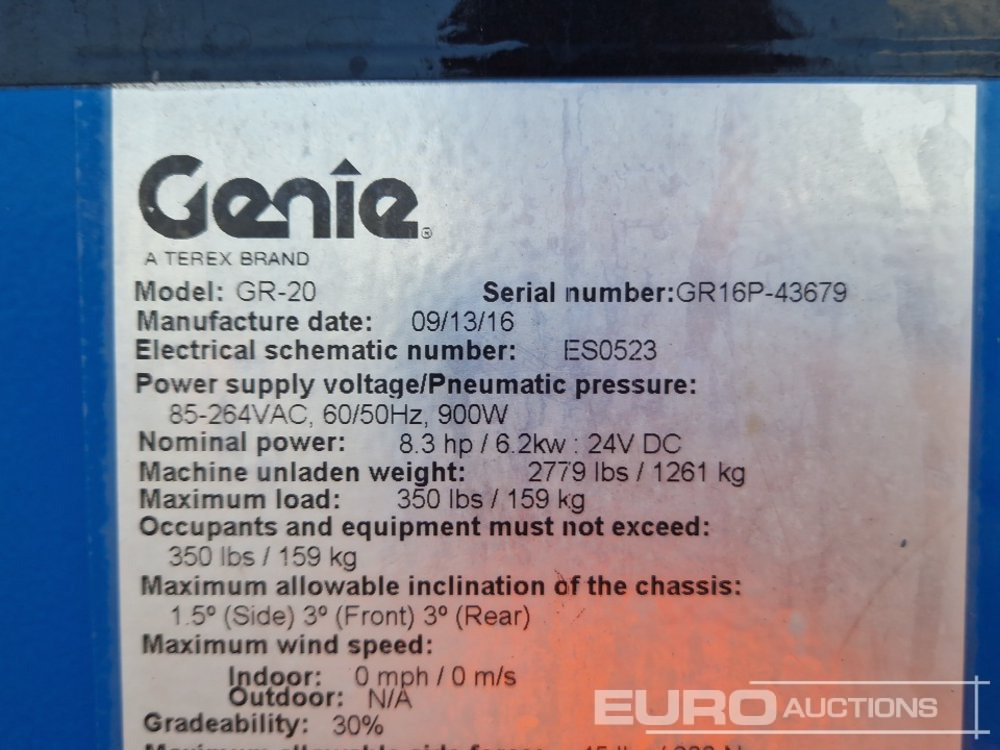 Genie®
A TEREX BRAND
Model: GR-20 Serial number:GR16P-43679
Manufacture date: 09/13/16
Electrical schematic number: ES0523
Power supply voltage/Pneumatic pressure:
85-264VAC, 60/50Hz, 900W
Nominal power: 8.3 hp / 6.2kw : 24V DC
Machine unladen weight: 2779 lbs / 1261 kg
Maximum load: 350 lbs / 159 kg
Occupants and equipment must not exceed:
350 lbs / 159 kg
Maximum allowable inclination of the chassis:
1.5º (Side) 3º (Front) 3º (Rear)
Maximum wind speed:
Indoor: 0 mph / 0 m/s
Outdoor: N/A
Gradeability: 30%
EURO AUCTIONS